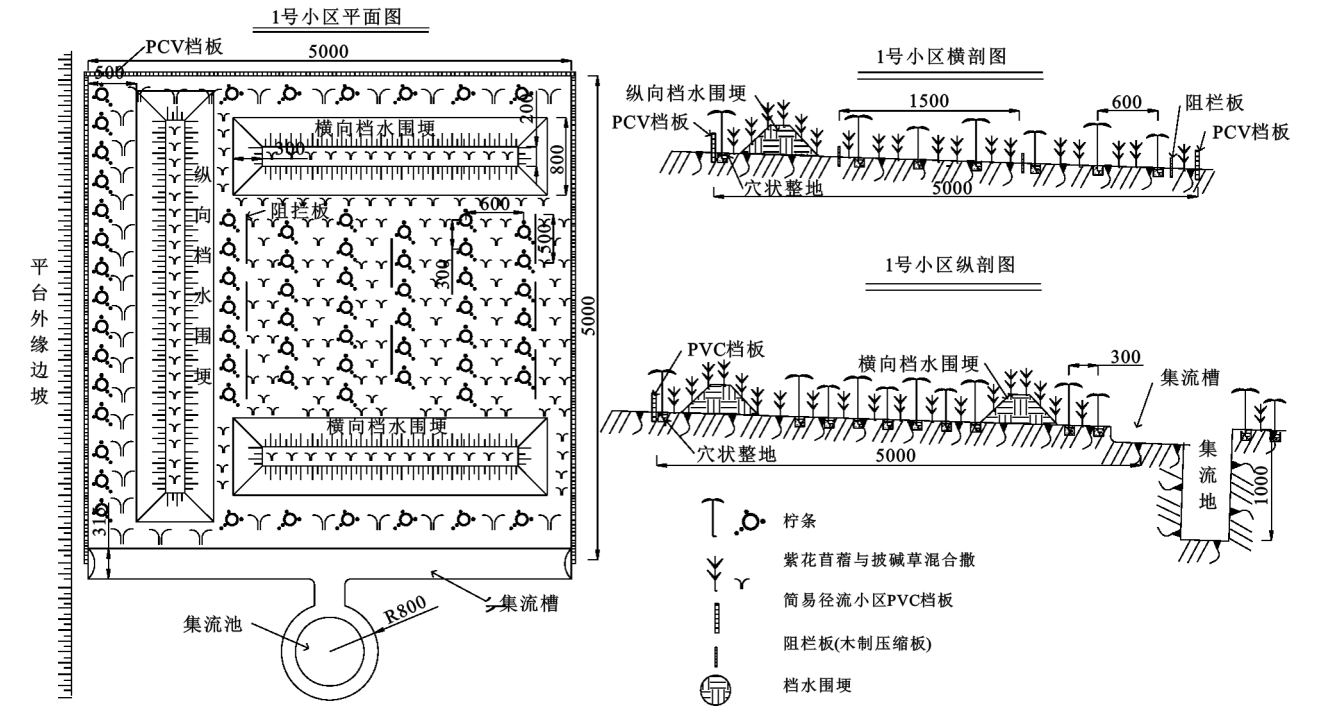 1号小区平面图
PCV档板
5000
500
横向档水围埂
200
300
800
纵向档水围埂
阻拦板
600
500
300
5000
平台外缘边坡
横向档水围埂
315
集流槽
R800
集流池
1号小区横剖图
纵向档水围埂
PCV档板
1500
600
阻栏板
PCV档板
穴状整地
5000
1号小区纵剖图
PVC档板
横向档水围埂
300
集流槽
穴状整地
5000
集流地
1000
柠条
紫花苜蓿与披碱草混合撒
简易径流小区PVC档板
阻栏板(木制压缩板)
档水围埂